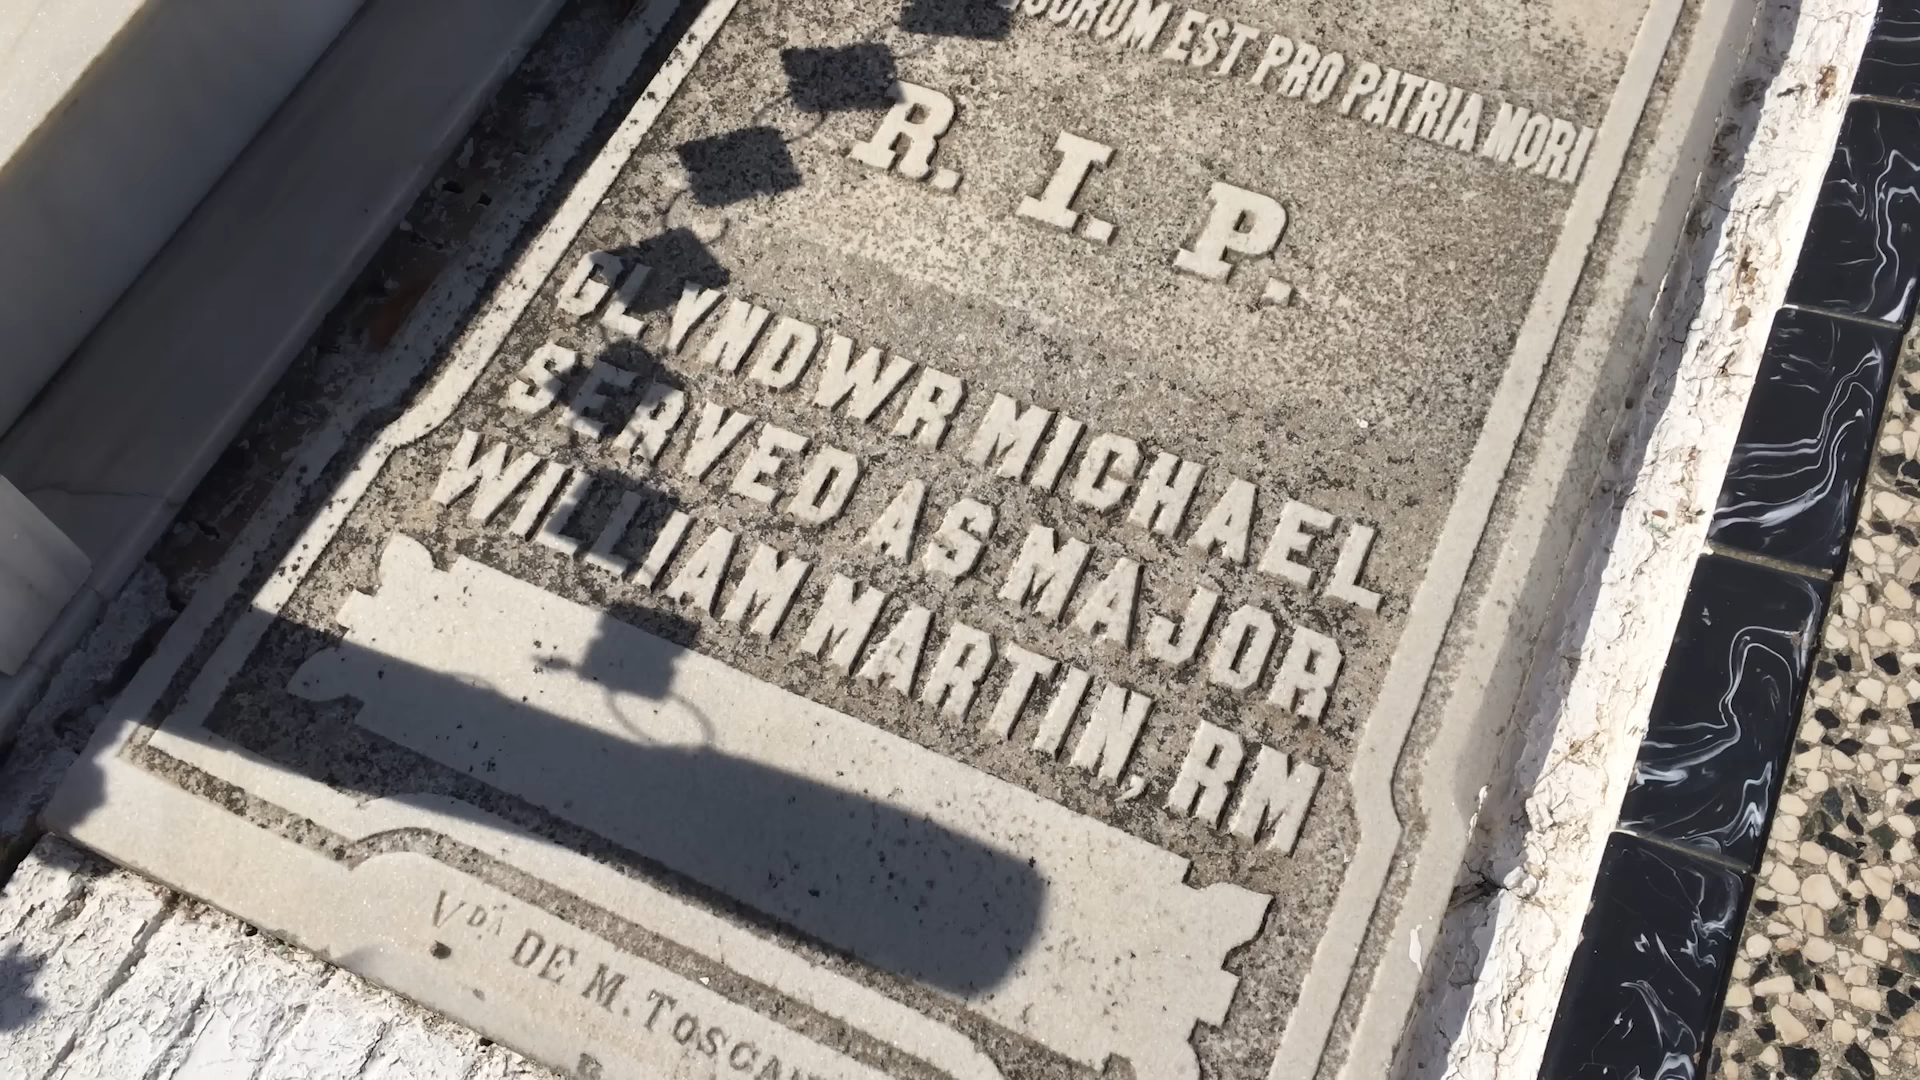 EST PRO PATRIA MORI
R. I. P.
GLYNDWR MICHAEL
SERVED AS MAJOR
WILLIAM MARTIN, RM
Vda DE M. TOSCA